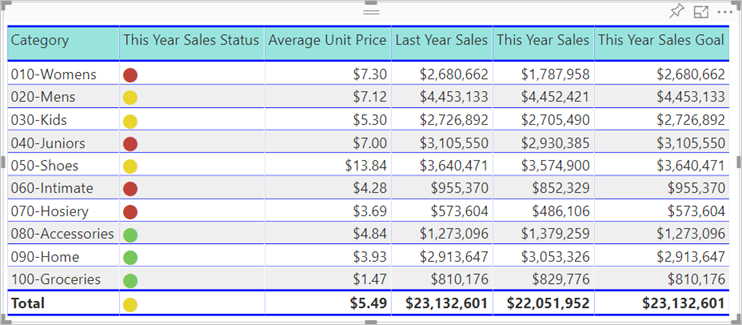 Category This Year Sales Status Average Unit Price Last Year Sales This Year Sales This Year Sales Goal
010-Womens $7.30 $2,680,662 $1,787,958 $2,680,662
020-Mens $7.12 $4,453,133 $4,452,421 $4,453,133
030-Kids $5.30 $2,726,892 $2,705,490 $2,726,892
040-Juniors $7.00 $3,105,550 $2,930,385 $3,105,550
050-Shoes $13.84 $3,640,471 $3,574,900 $3,640,471
060-Intimate $4.28 $955,370 $852,329 $955,370
070-Hosiery $3.69 $573,604 $486,106 $573,604
080-Accessories $4.84 $1,273,096 $1,379,259 $1,273,096
090-Home $3.93 $2,913,647 $3,053,326 $2,913,647
100-Groceries $1.47 $810,176 $829,776 $810,176
Total $5.49 $23,132,601 $22,051,952 $23,132,601